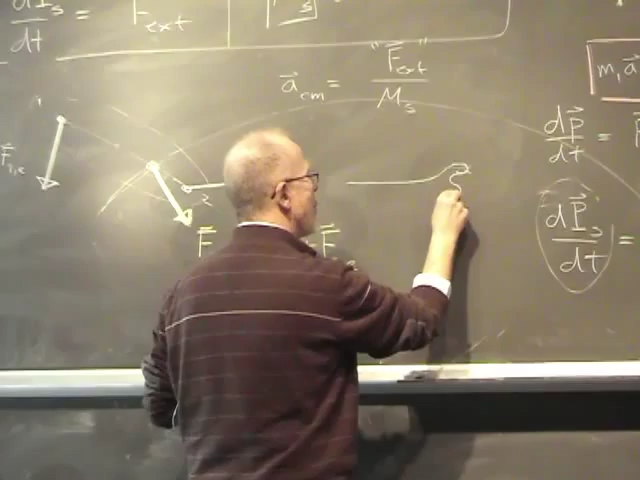 dP⃗s/dt = F⃗ext
a⃗cm = "F⃗ext"/Ms
m, a⃗
dP⃗/dt =
F⃗1,e
2
F⃗
F⃗
dP⃗s/dt =